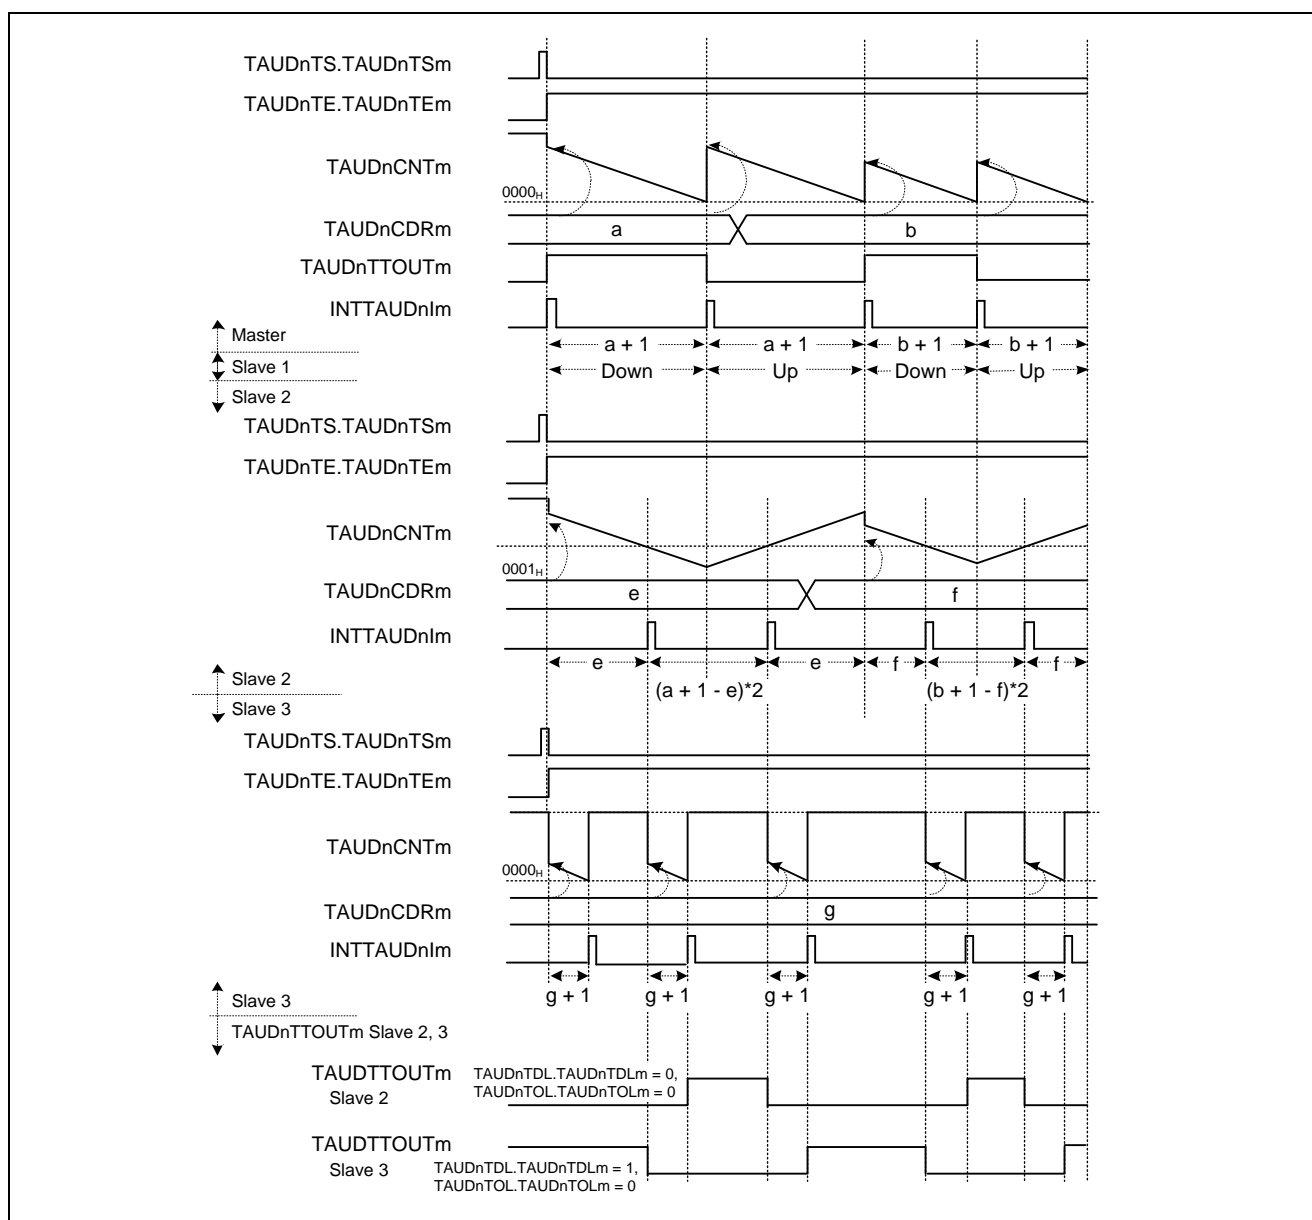 TAUDnTS.TAUDnTSm
TAUDnTE.TAUDnTEm
TAUDnCNTm
0000H
TAUDnCDRm
a
b
TAUDnTTOUTm
INTTAUDnIm
Master
a + 1
a + 1
b + 1
b + 1
Slave 1
Down
Up
Down
Up
Slave 2
TAUDnTS.TAUDnTSm
TAUDnTE.TAUDnTEm
TAUDnCNTm
0001H
TAUDnCDRm
e
f
INTTAUDnIm
e
e
f
f
Slave 2
(a + 1 - e)*2
(b + 1 - f)*2
Slave 3
TAUDnTS.TAUDnTSm
TAUDnTE.TAUDnTEm
TAUDnCNTm
0000H
TAUDnCDRm
g
INTTAUDnIm
g + 1
g + 1
g + 1
g + 1
g + 1
Slave 3
TAUDnTTOUTm Slave 2, 3
TAUDTTOUTm
Slave 2
TAUDnTDL.TAUDnTDLm = 0,
TAUDnTOL.TAUDnTOLm = 0
TAUDTTOUTm
Slave 3
TAUDnTDL.TAUDnTDLm = 1,
TAUDnTOL.TAUDnTOLm = 0